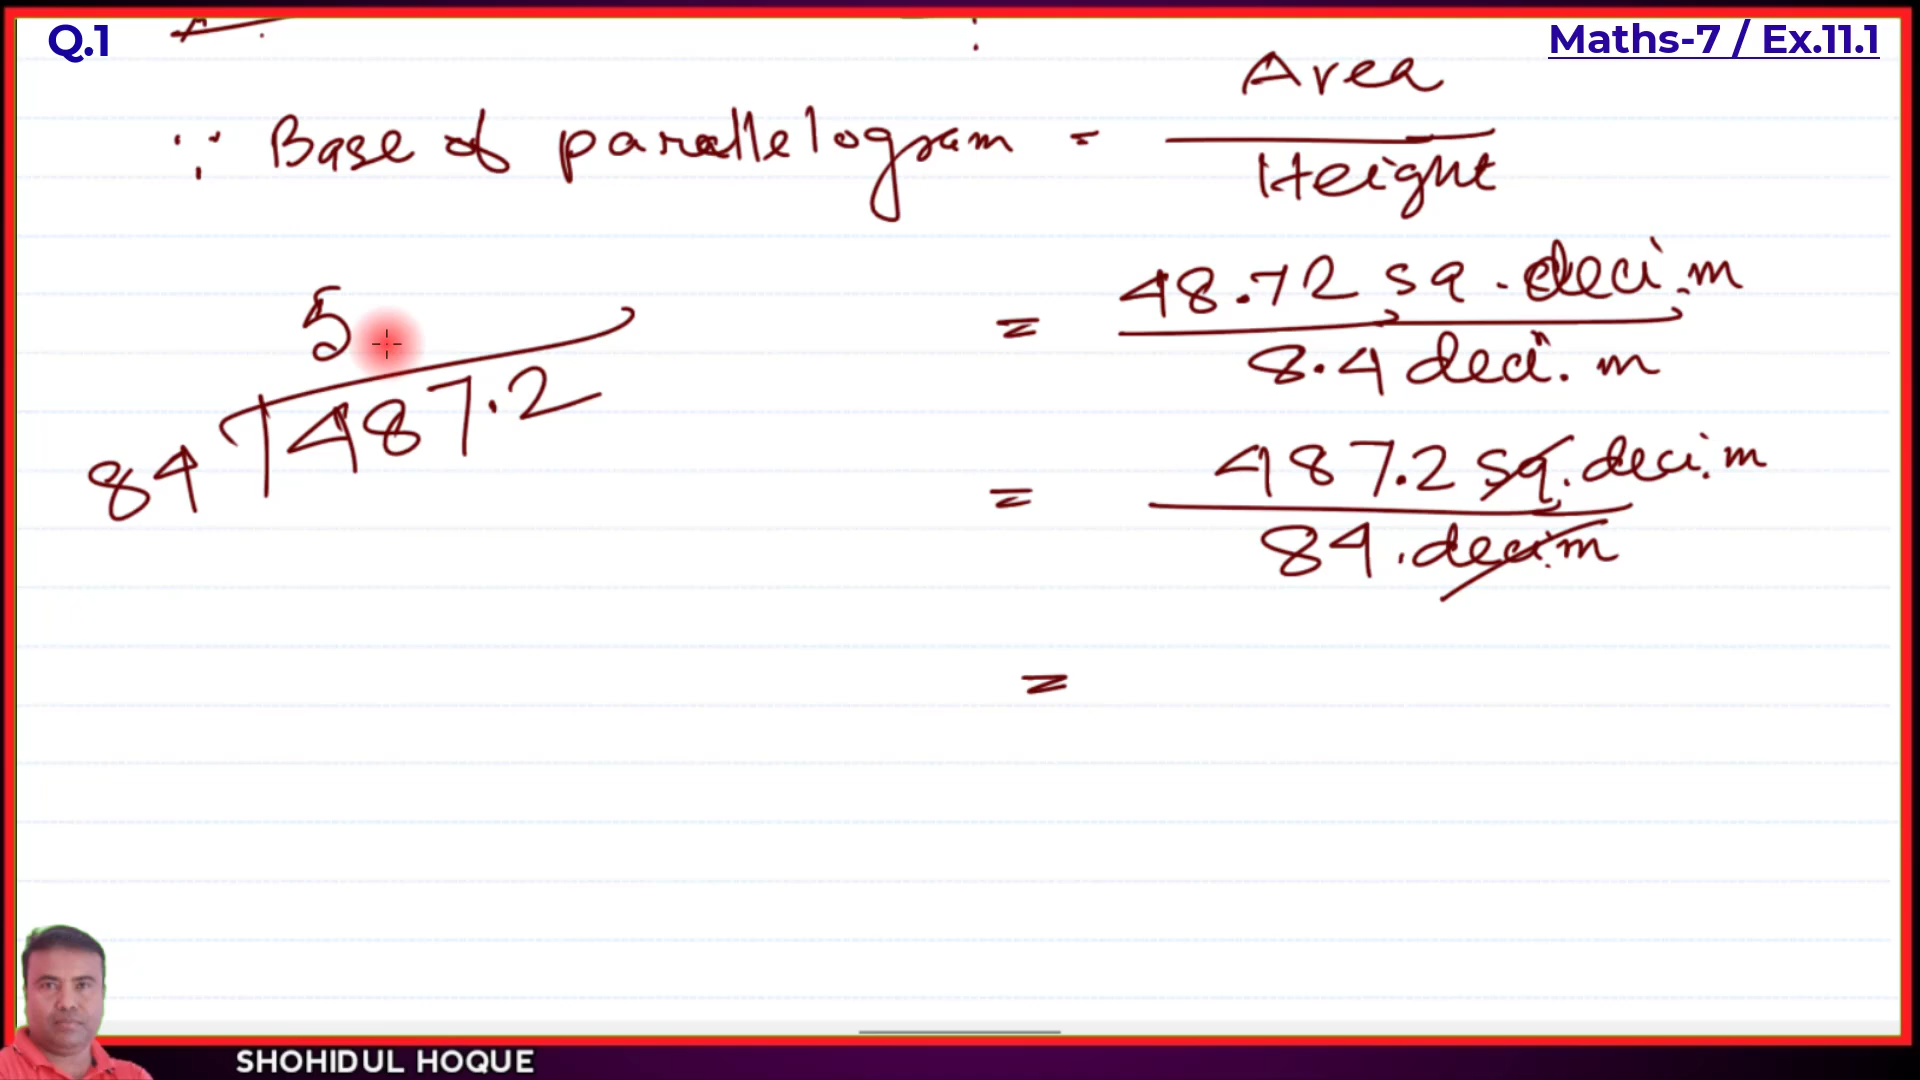 Q.1
Maths-7 / Ex.11.1
∵ Base of parallelogram = Area / Height
= 48.72 sq. deci.m / 8.4 deci. m
= 487.2 sq. deci.m / 84. deci.m
=
5
84 487.2
SHOHIDUL HOQUE